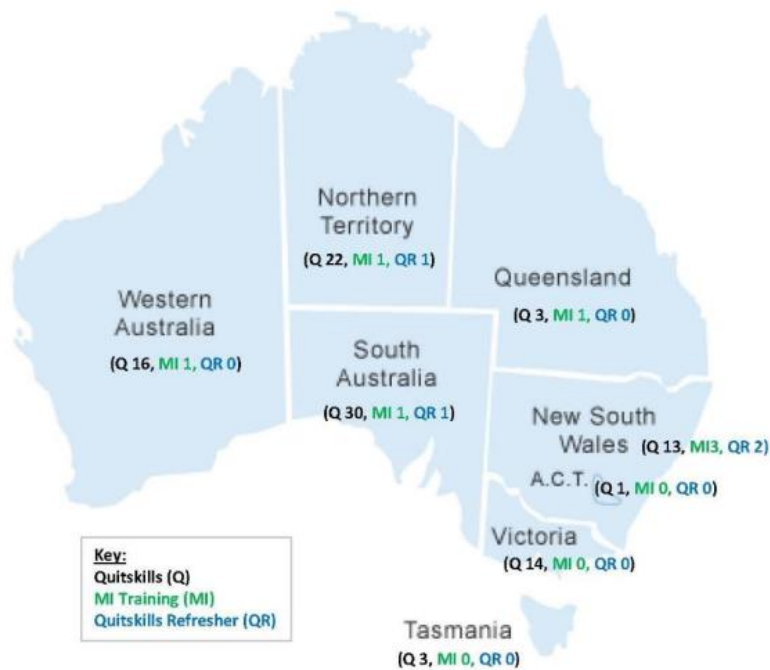 Northern
Territory
(Q 22, MI 1, QR 1)
Queensland
(Q 3, MI 1, QR 0)
Western
Australia
(Q 16, MI 1, QR 0)
South
Australia
(Q 30, MI 1, QR 1)
New South
Wales (Q 13, MI3, QR 2)
A.C.T. (Q 1, MI 0, QR 0)
Victoria
(Q 14, MI 0, QR 0)
Key:
Quitskills (Q)
MI Training (MI)
Quitskills Refresher (QR)
Tasmania
(Q 3, MI 0, QR 0)